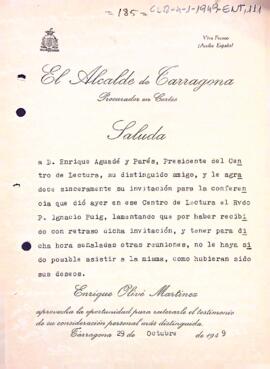 = 185 =
CLR-4-1-1949-ENT, III
Viva Franco
¡Arriba España!
El Alcalde de Tarragona
Procurador en Cortes
Saluda
a D. Enrique Aguadé y Parés, Presidente del Cen
tro de Lectura, su distinguido amigo, y le agra
dece sinceramente su invitación para la conferen
cia que dió ayer en ese Centro de Lectura el Rvdo
P. Ignacio Puig, lamentando que por haber recibi
do con retraso dicha invitación, y tener para di
cha hora señaladas otras reuniones, no le haya si
do posible asistir a la misma, como hubieran sido
sus deseos.
Enrique Olivé Martínez
aprovecha la oportunidad para reiterarle el testimonio
de su consideración personal más distinguida.
Tarragona 29 de Octubre de 1949